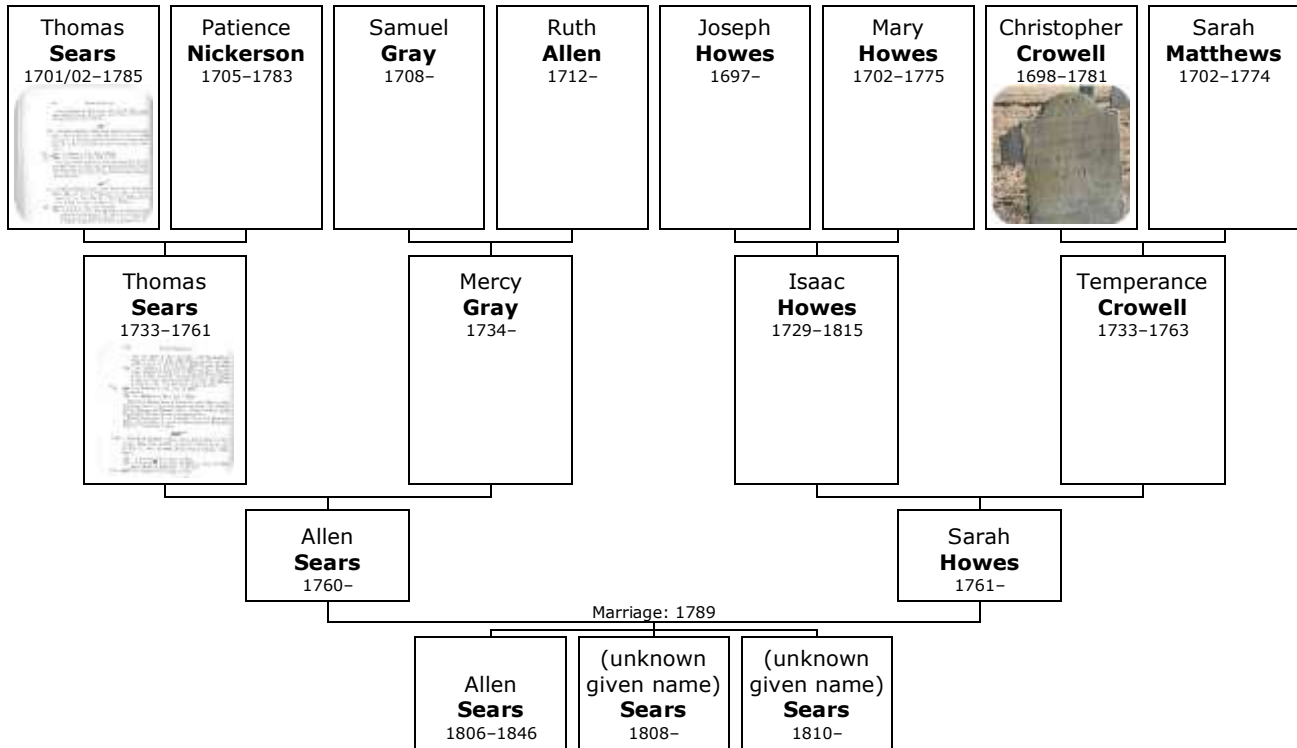 Thomas
Sears
1701/02–1785
Patience
Nickerson
1705–1783
Samuel
Gray
1708–
Ruth
Allen
1712–
Joseph
Howes
1697–
Mary
Howes
1702–1775
Christopher
Crowell
1698–1781
Sarah
Matthews
1702–1774
Thomas
Sears
1733–1761
Mercy
Gray
1734–
Isaac
Howes
1729–1815
Temperance
Crowell
1733–1763
Allen
Sears
1760–
Sarah
Howes
1761–
Marriage: 1789
Allen
Sears
1806–1846
(unknown
given name)
Sears
1808–
(unknown
given name)
Sears
1810–